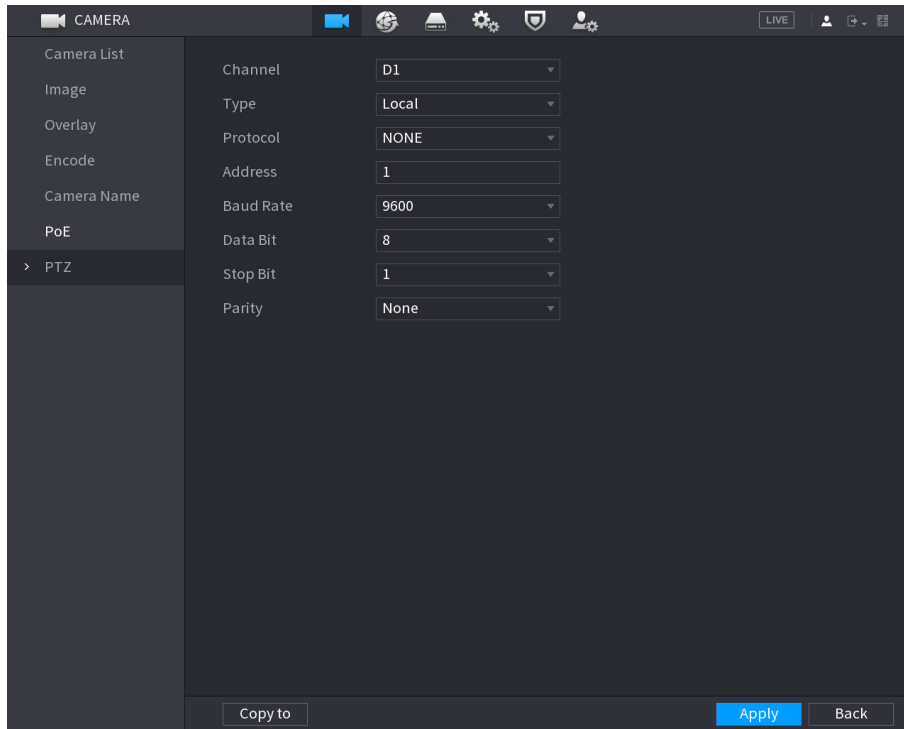 CAMERA
LIVE
Camera List
Image
Overlay
Encode
Camera Name
PoE
PTZ
Channel D1
Type Local
Protocol NONE
Address 1
Baud Rate 9600
Data Bit 8
Stop Bit 1
Parity None
Copy to Apply Back